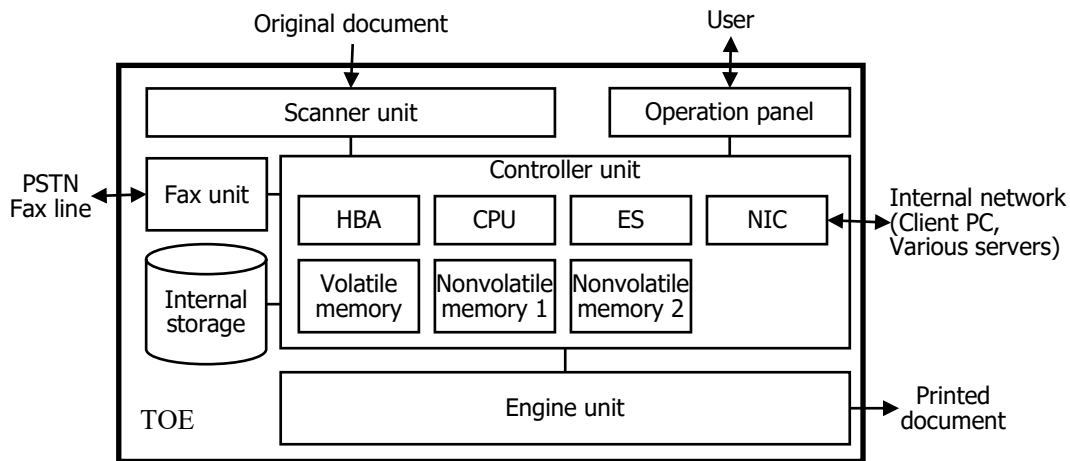 Original document
User
Scanner unit
Operation panel
PSTN
Fax line
Fax unit
Controller unit
HBA
CPU
ES
NIC
Internal network
(Client PC,
Various servers)
Internal
storage
Volatile
memory
Nonvolatile
memory 1
Nonvolatile
memory 2
TOE
Engine unit
Printed
document